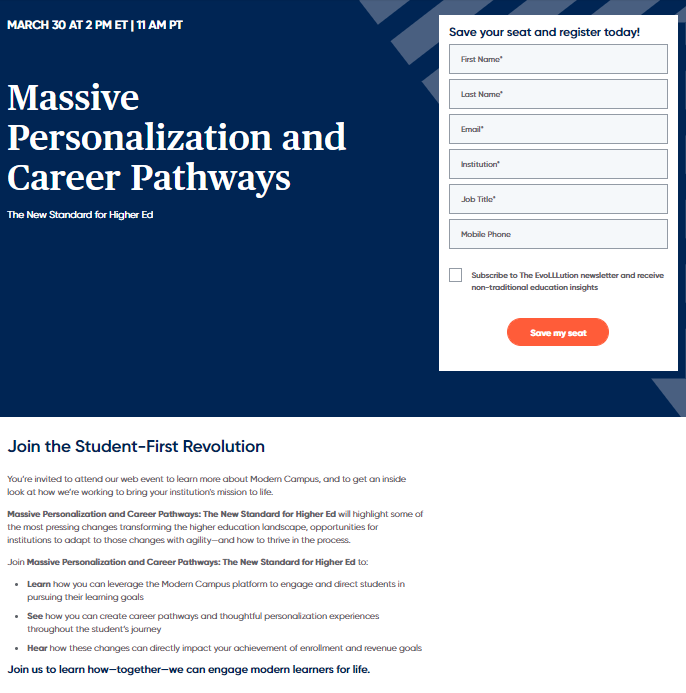 MARCH 30 AT 2 PM ET | 11 AM PT
Massive
Personalization and
Career Pathways
The New Standard for Higher Ed
Save your seat and register today!
First Name*
Last Name*
Email*
Institution*
Job Title*
Mobile Phone
Subscribe to The EvoLLLution newsletter and receive
non-traditional education insights
Save my seat
Join the Student-First Revolution
You're invited to attend our web event to learn more about Modern Campus, and to get an inside
look at how we're working to bring your institution's mission to life.
Massive Personalization and Career Pathways: The New Standard for Higher Ed will highlight some of
the most pressing changes transforming the higher education landscape, opportunities for
institutions to adapt to those changes with agility—and how to thrive in the process.
Join Massive Personalization and Career Pathways: The New Standard for Higher Ed to:
• Learn how you can leverage the Modern Campus platform to engage and direct students in
pursuing their learning goals
• See how you can create career pathways and thoughtful personalization experiences
throughout the student's journey
• Hear how these changes can directly impact your achievement of enrollment and revenue goals
Join us to learn how—together—we can engage modern learners for life.